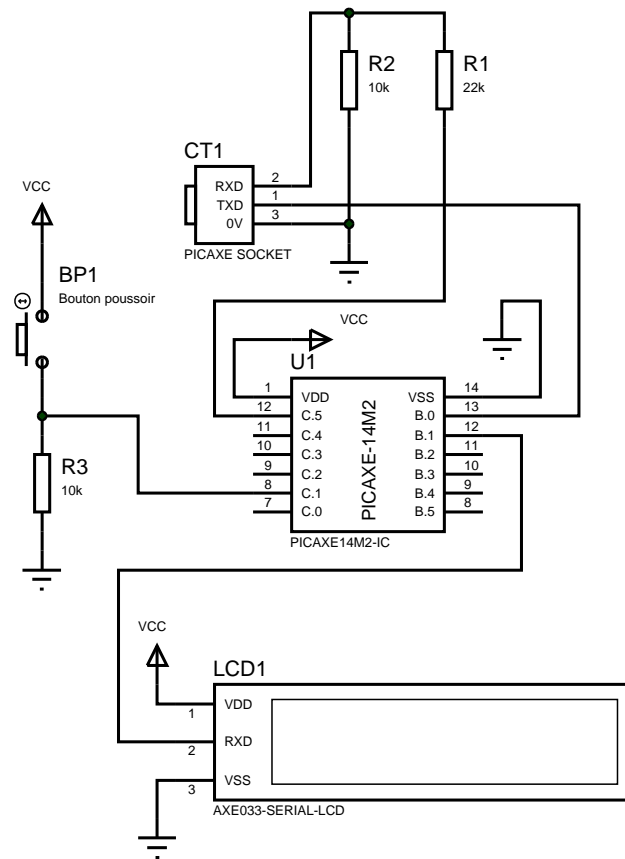 R2
10k
R1
22k
CT1
RXD 2
TXD 1
0V 3
PICAXE SOCKET
VCC
BP1
Bouton poussoir
VCC
U1
1 VDD VSS 14
12 C.5 B.0 13
11 C.4 B.1 12
10 C.3 B.2 11
9 C.2 B.3 10
8 C.1 B.4 9
7 C.0 B.5 8
PICAXE-14M2
PICAXE14M2-IC
R3
10k
VCC
LCD1
1 VDD
2 RXD
3 VSS
AXE033-SERIAL-LCD